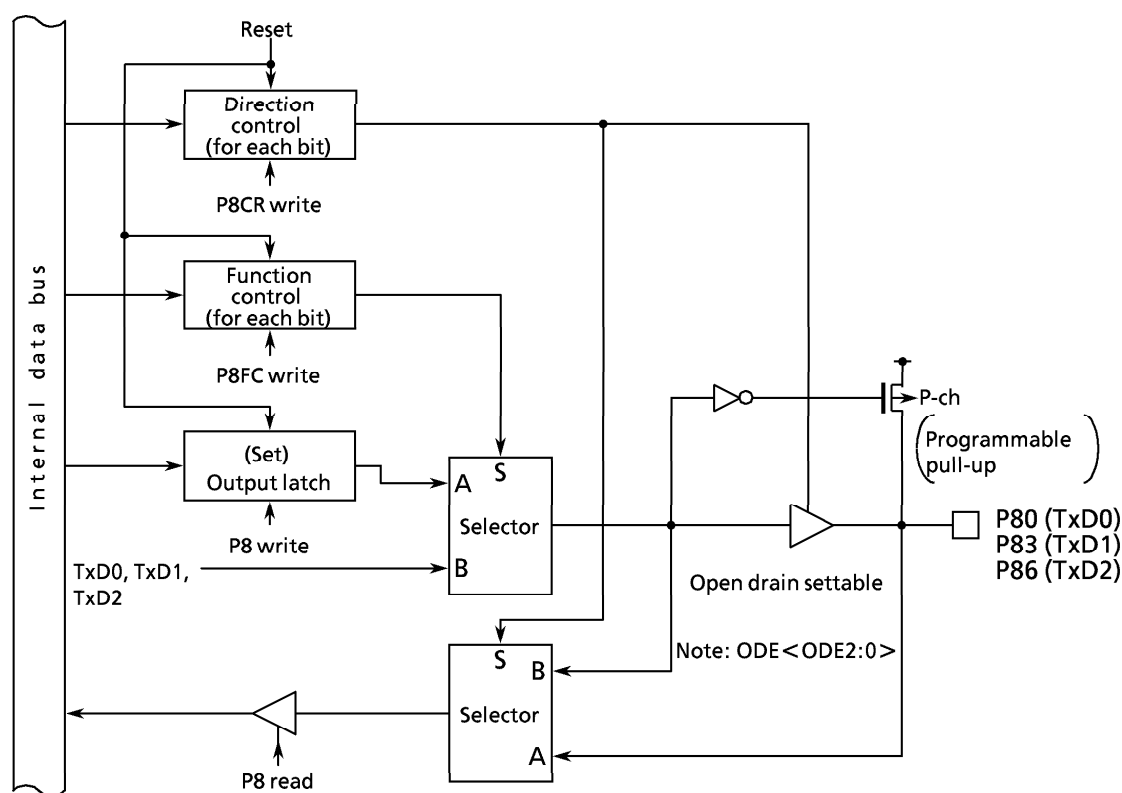 Reset
Direction
control
(for each bit)
P8CR write
Internal data bus
Function
control
(for each bit)
P8FC write
P-ch
(Programmable
pull-up)
(Set)
Output latch
S
A
Selector
B
P8 write
TxD0, TxD1,
TxD2
P80 (TxD0)
P83 (TxD1)
P86 (TxD2)
Open drain settable
Note: ODE<ODE2:0>
S
B
Selector
A
P8 read